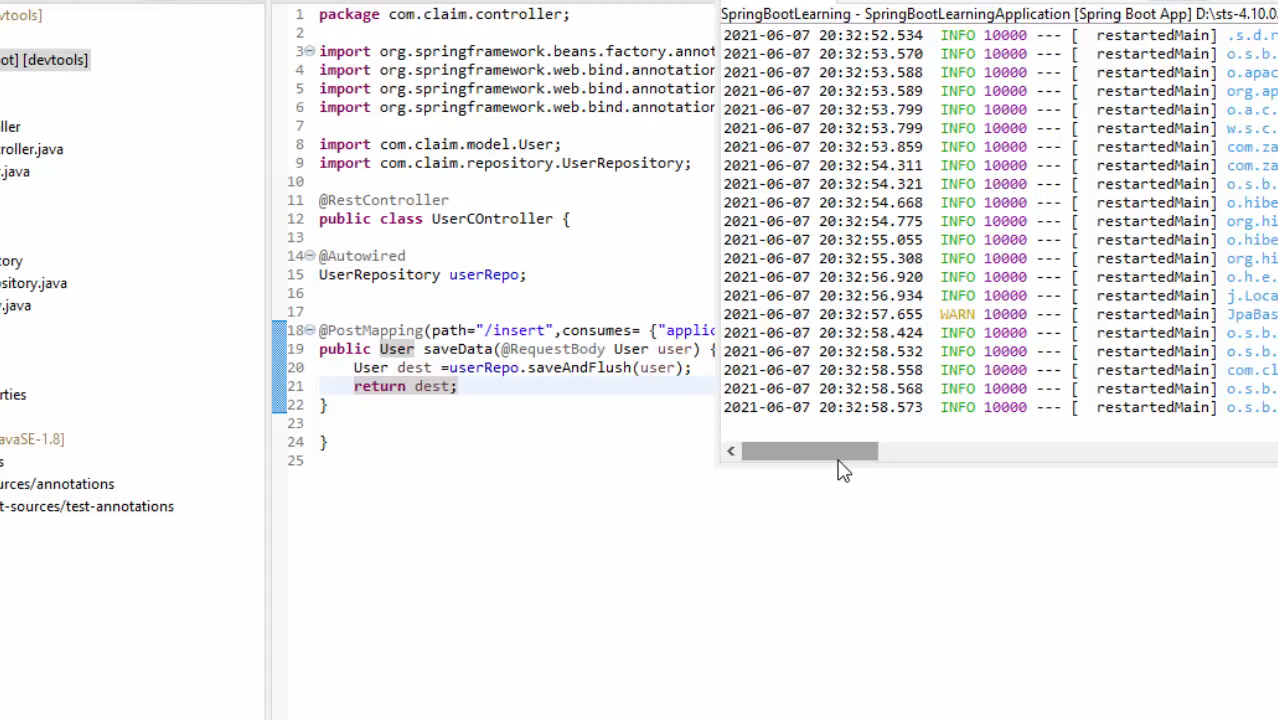 vtools]
ot] [devtools]
ller
roller.java
r.java
tory
sitory.java
y.java
rties
avaSE-1.8]
s
urces/annotations
t-sources/test-annotations
1 package com.claim.controller;
2
3 import org.springframework.beans.factory.annot
4 import org.springframework.web.bind.annotation
5 import org.springframework.web.bind.annotation
6 import org.springframework.web.bind.annotation
7
8 import com.claim.model.User;
9 import com.claim.repository.UserRepository;
10
11 @RestController
12 public class UserCOntroller {
13
14 @Autowired
15 UserRepository userRepo;
16
17
18 @PostMapping(path="/insert",consumes= {"applic
19 public User saveData(@RequestBody User user) {
20 User dest =userRepo.saveAndFlush(user);
21 return dest;
22 }
23
24 }
25
SpringBootLearning - SpringBootLearningApplication [Spring Boot App] D:\sts-4.10.0.
2021-06-07 20:32:52.534 INFO 10000 --- [ restartedMain] .s.d.r
2021-06-07 20:32:53.570 INFO 10000 --- [ restartedMain] o.s.b.
2021-06-07 20:32:53.588 INFO 10000 --- [ restartedMain] o.apac
2021-06-07 20:32:53.589 INFO 10000 --- [ restartedMain] org.ap
2021-06-07 20:32:53.799 INFO 10000 --- [ restartedMain] o.a.c.
2021-06-07 20:32:53.799 INFO 10000 --- [ restartedMain] w.s.c.
2021-06-07 20:32:53.859 INFO 10000 --- [ restartedMain] com.za
2021-06-07 20:32:54.311 INFO 10000 --- [ restartedMain] com.za
2021-06-07 20:32:54.321 INFO 10000 --- [ restartedMain] o.s.b.
2021-06-07 20:32:54.668 INFO 10000 --- [ restartedMain] o.hibe
2021-06-07 20:32:54.775 INFO 10000 --- [ restartedMain] org.hi
2021-06-07 20:32:55.055 INFO 10000 --- [ restartedMain] o.hibe
2021-06-07 20:32:55.308 INFO 10000 --- [ restartedMain] org.hi
2021-06-07 20:32:56.920 INFO 10000 --- [ restartedMain] o.h.e.
2021-06-07 20:32:56.934 INFO 10000 --- [ restartedMain] j.Loca
2021-06-07 20:32:57.655 WARN 10000 --- [ restartedMain] JpaBas
2021-06-07 20:32:58.424 INFO 10000 --- [ restartedMain] o.s.b.
2021-06-07 20:32:58.532 INFO 10000 --- [ restartedMain] o.s.b.
2021-06-07 20:32:58.558 INFO 10000 --- [ restartedMain] com.cl
2021-06-07 20:32:58.568 INFO 10000 --- [ restartedMain] o.s.b.
2021-06-07 20:32:58.573 INFO 10000 --- [ restartedMain] o.s.b.